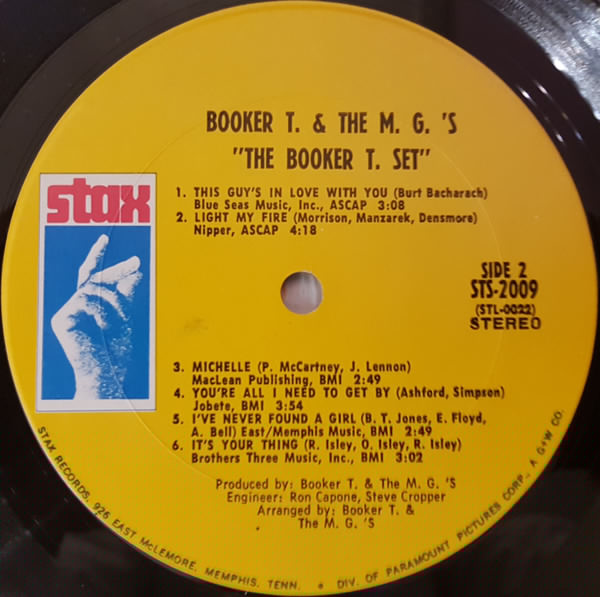 BOOKER T. & THE M. G. 'S
"THE BOOKER T. SET"
stax
1. THIS GUY'S IN LOVE WITH YOU (Burt Bacharach)
Blue Seas Music, Inc., ASCAP 3:08
2. LIGHT MY FIRE (Morrison, Manzarek, Densmore)
Nipper, ASCAP 4:18
SIDE 2
STS-2009
(STL-0022)
STEREO
3. MICHELLE (P. McCartney, J. Lennon)
MacLean Publishing, BMI 2:49
4. YOU'RE ALL I NEED TO GET BY (Ashford, Simpson)
Jobete, BMI 3:54
5. I'VE NEVER FOUND A GIRL (B. T. Jones, E. Floyd,
A. Bell) East/Memphis Music, BMI 2:49
6. IT'S YOUR THING (R. Isley, O. Isley, R. Isley)
Brothers Three Music, Inc., BMI 3:02
Produced by: Booker T. & The M. G. 'S
Engineer: Ron Capone, Steve Cropper
Arranged by: Booker T. &
The M. G. 'S
STAX RECORDS, 926 EAST McLEMORE, MEMPHIS, TENN. • DIV. OF PARAMOUNT PICTURES CORP., A G+W CO.